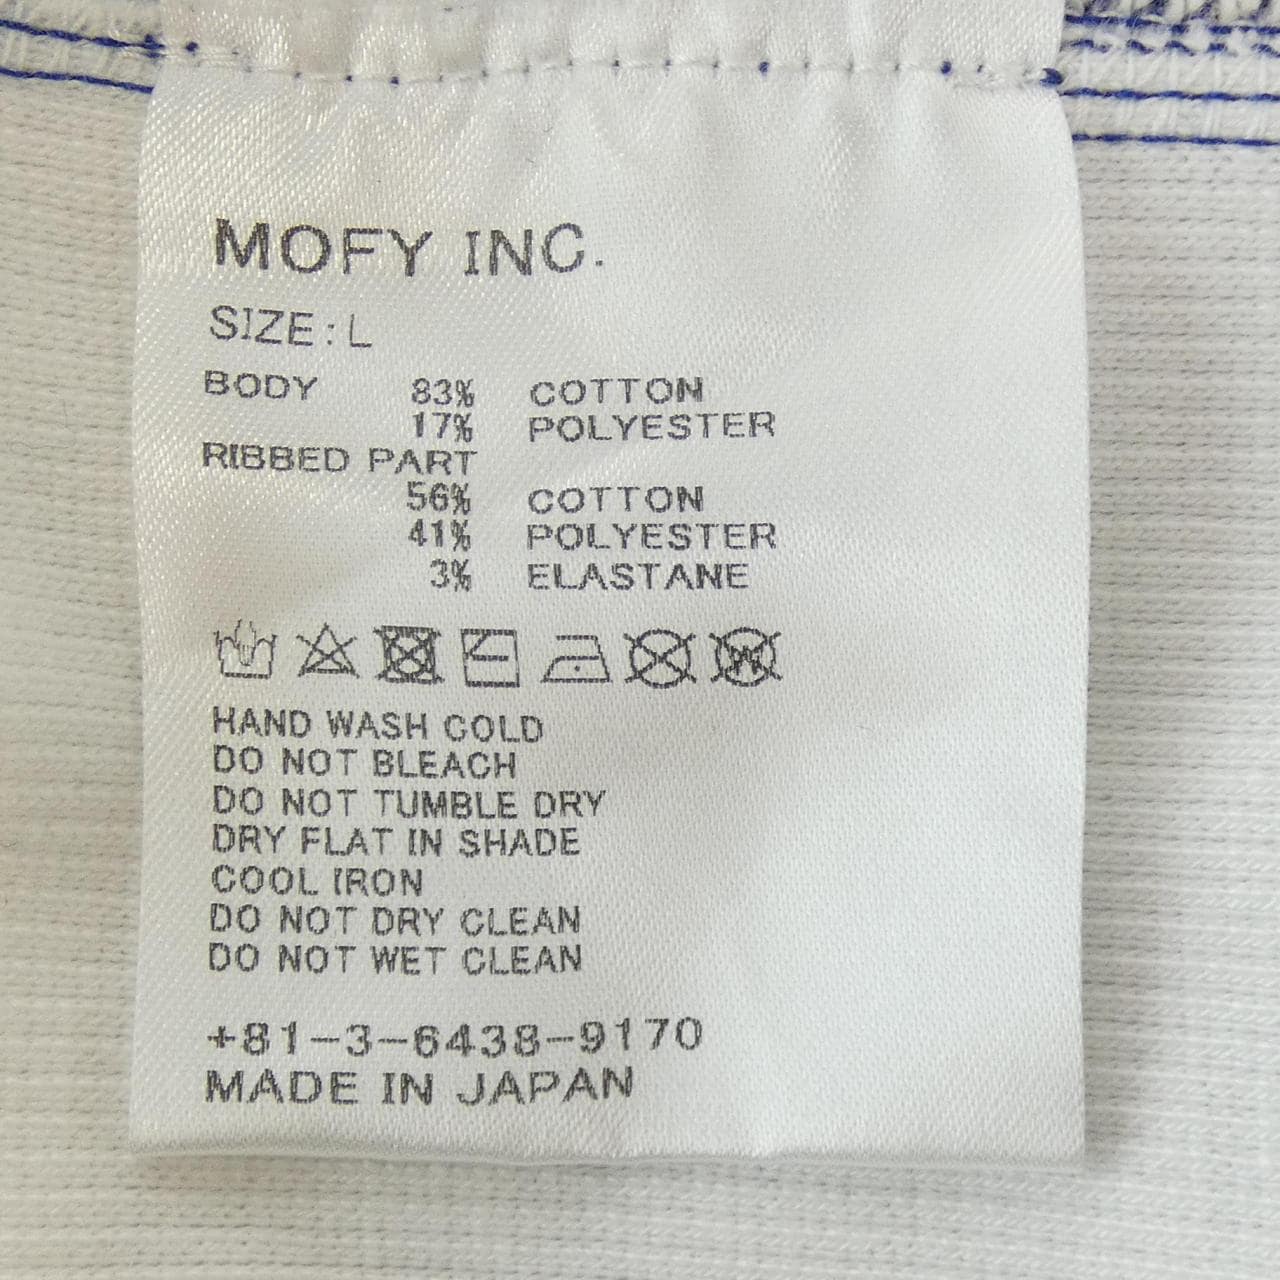 MOFY INC.
SIZE:L
BODY 83% COTTON
17% POLYESTER
RIBBED PART
56% COTTON
41% POLYESTER
3% ELASTANE
HAND WASH COLD
DO NOT BLEACH
DO NOT TUMBLE DRY
DRY FLAT IN SHADE
COOL IRON
DO NOT DRY CLEAN
DO NOT WET CLEAN
+81-3-6438-9170
MADE IN JAPAN